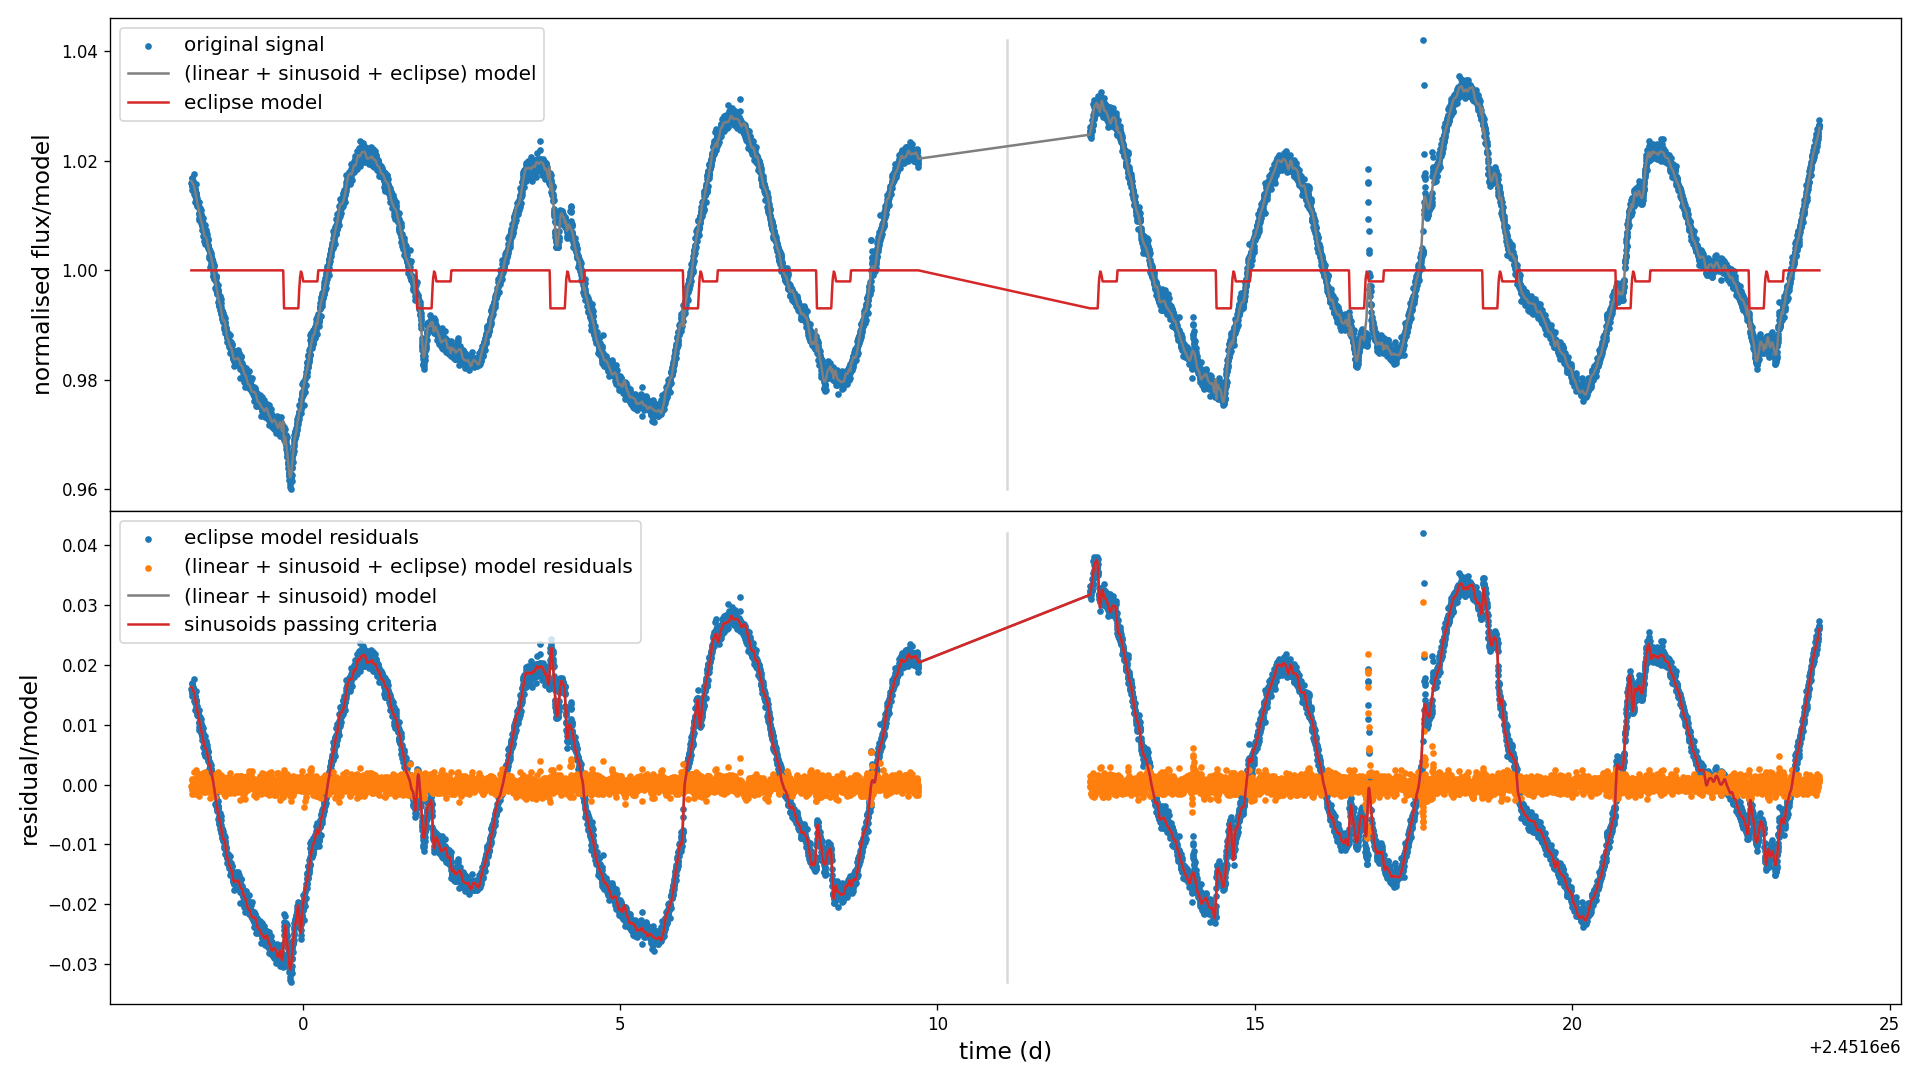 original signal
(linear + sinusoid + eclipse) model
eclipse model
normalised flux/model
1.04
1.02
1.00
0.98
0.96
eclipse model residuals
(linear + sinusoid + eclipse) model residuals
(linear + sinusoid) model
sinusoids passing criteria
residual/model
0.04
0.03
0.02
0.01
0.00
−0.01
−0.02
−0.03
0 5 10 15 20 25
time (d)
+2.4516e6